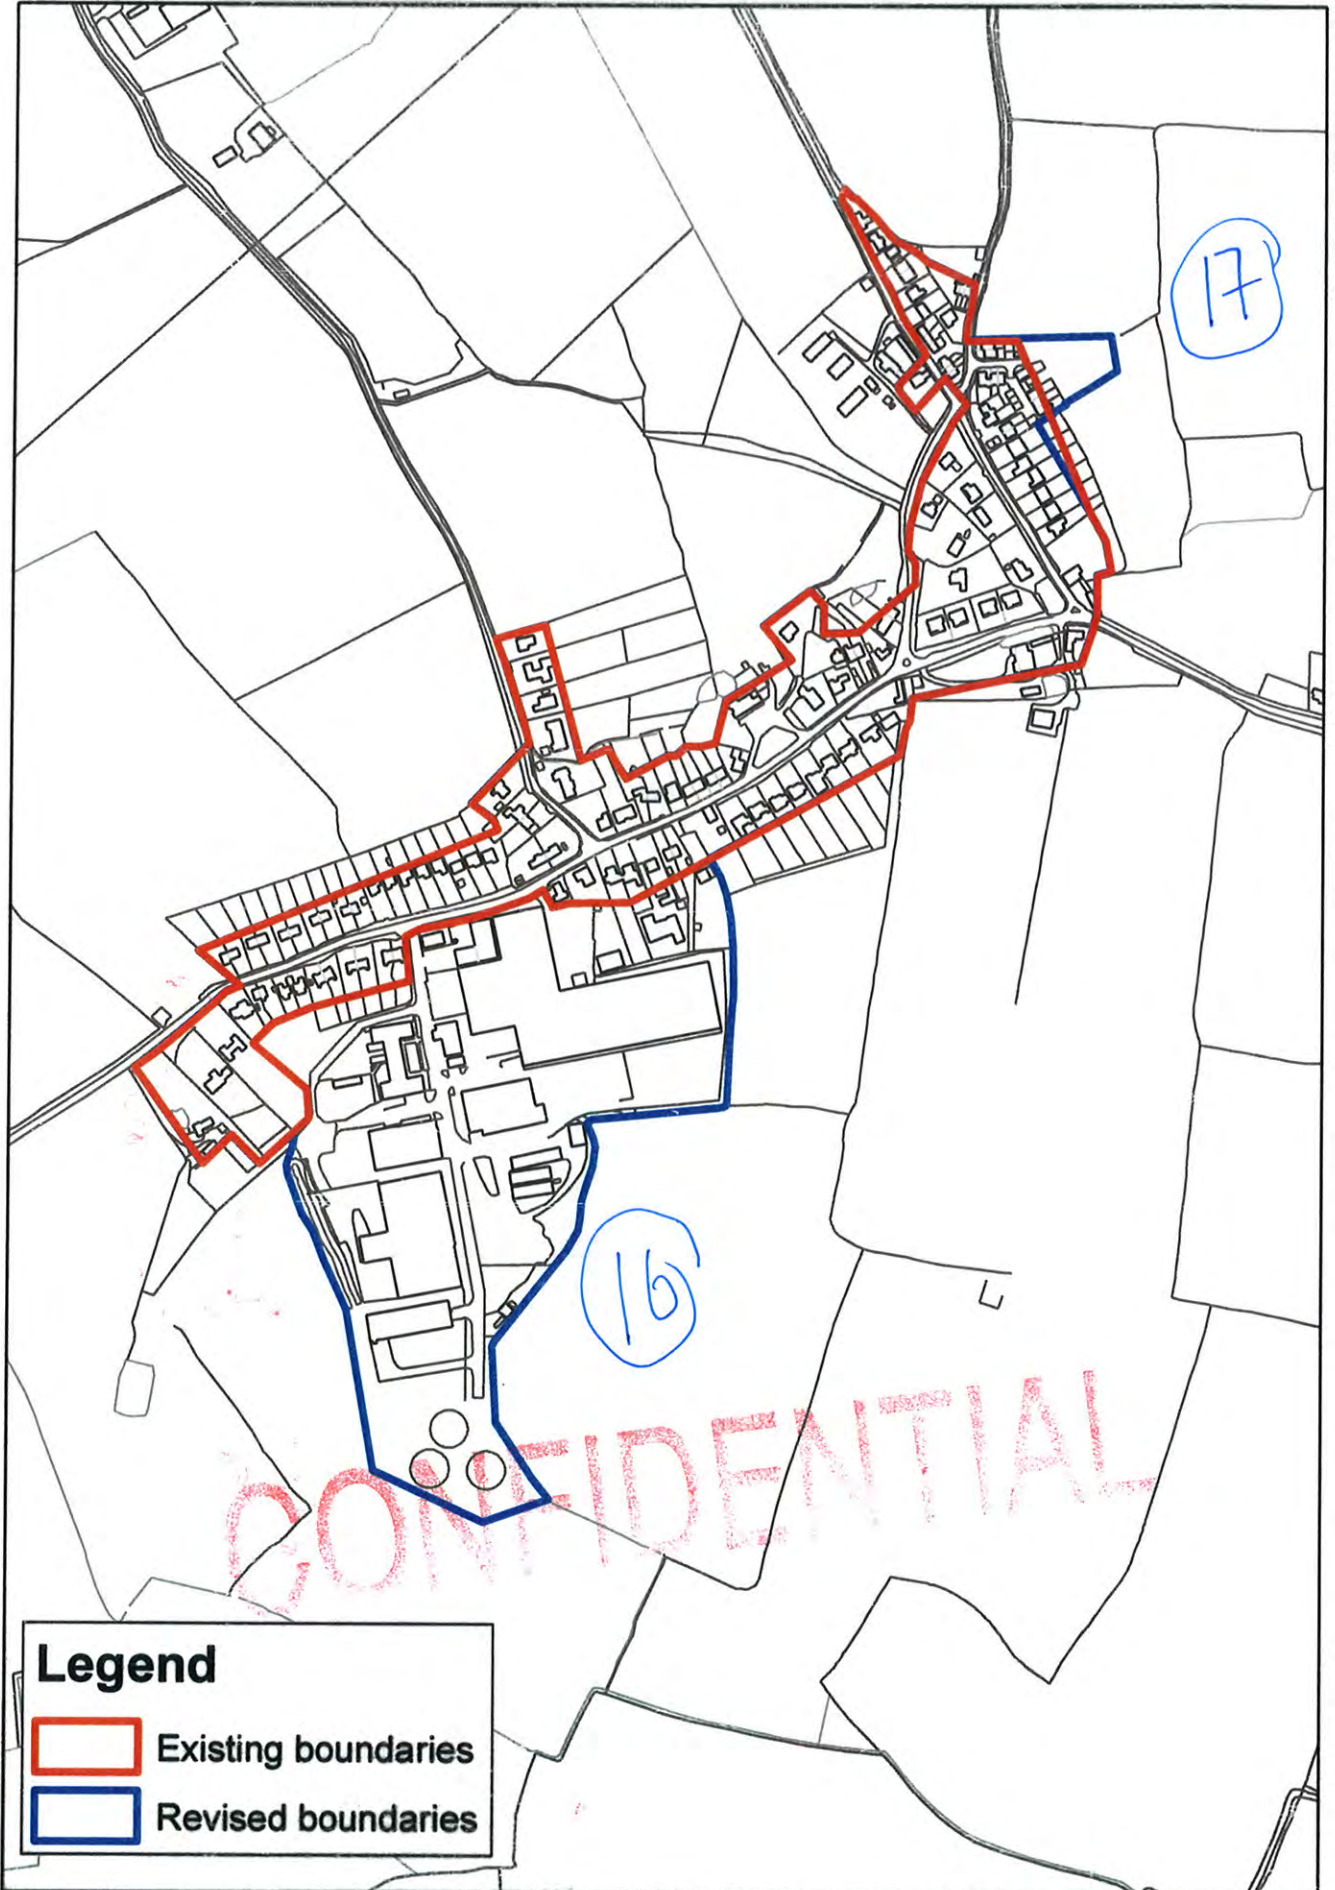 17
16
CONFIDENTIAL
Legend
Existing boundaries
Revised boundaries